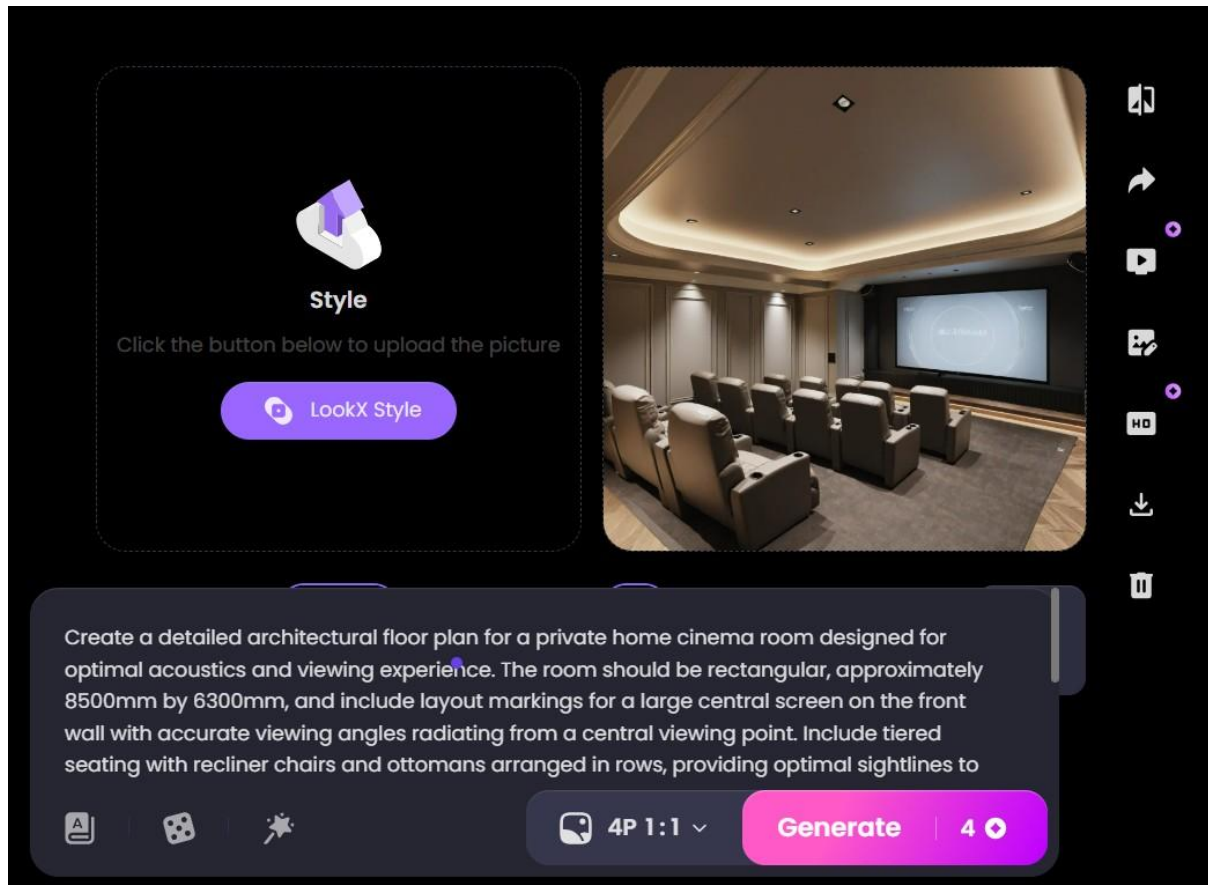 Style
Click the button below to upload the picture
LookX Style
HD
Create a detailed architectural floor plan for a private home cinema room designed for
optimal acoustics and viewing experience. The room should be rectangular, approximately
8500mm by 6300mm, and include layout markings for a large central screen on the front
wall with accurate viewing angles radiating from a central viewing point. Include tiered
seating with recliner chairs and ottomans arranged in rows, providing optimal sightlines to
A
4P 1:1
Generate
4